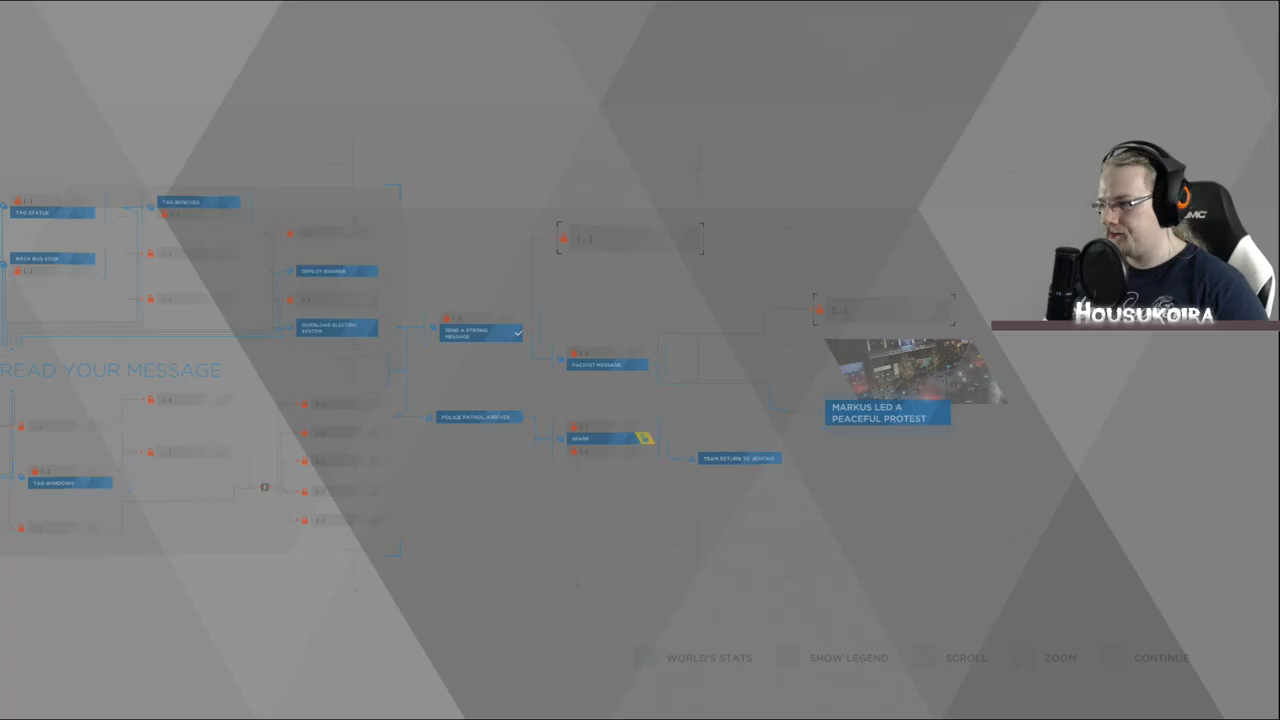 TAG STATUE
TAG BENCHES
HACK BUS STOP
DEPLOY BANNER
OVERLOAD ELECTRIC
SYSTEM
SEND A STRONG
MESSAGE
[...]
PACIFIST MESSAGE
[...]
MARKUS LED A
PEACEFUL PROTEST
READ YOUR MESSAGE
POLICE PATROL ARRIVES
SPARE
TEAM RETURN TO JERICHO
TAG WINDOWS
HOUSUKOIRA
WORLD'S STATS
SHOW LEGEND
SCROLL
ZOOM
CONTINUE